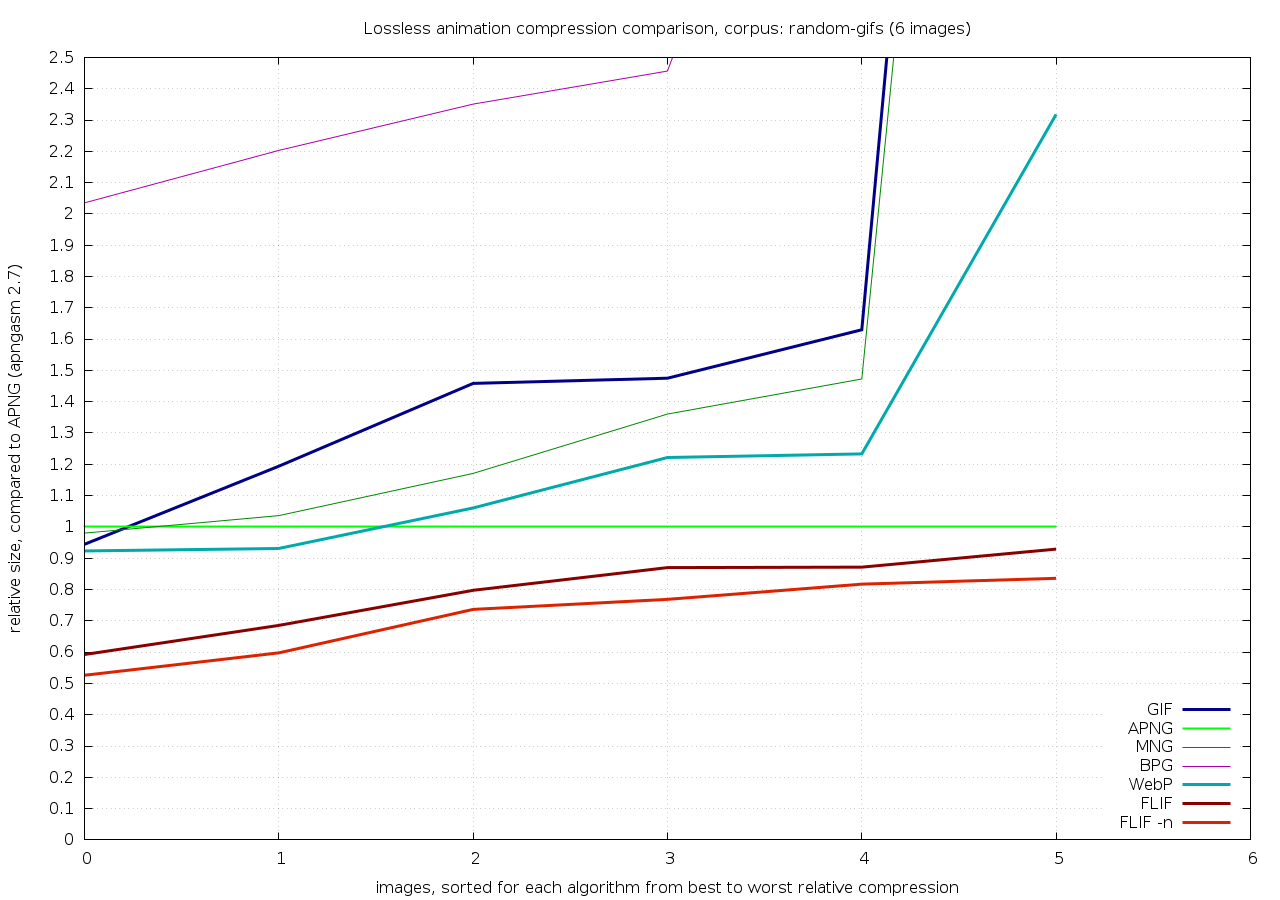 Lossless animation compression comparison, corpus: random-gifs (6 images)
relative size, compared to APNG (apngasm 2.7)
2.5
2.4
2.3
2.2
2.1
2
1.9
1.8
1.7
1.6
1.5
1.4
1.3
1.2
1.1
1
0.9
0.8
0.7
0.6
0.5
0.4
0.3
0.2
0.1
0
GIF
APNG
MNG
BPG
WebP
FLIF
FLIF -n
0 1 2 3 4 5 6
images, sorted for each algorithm from best to worst relative compression